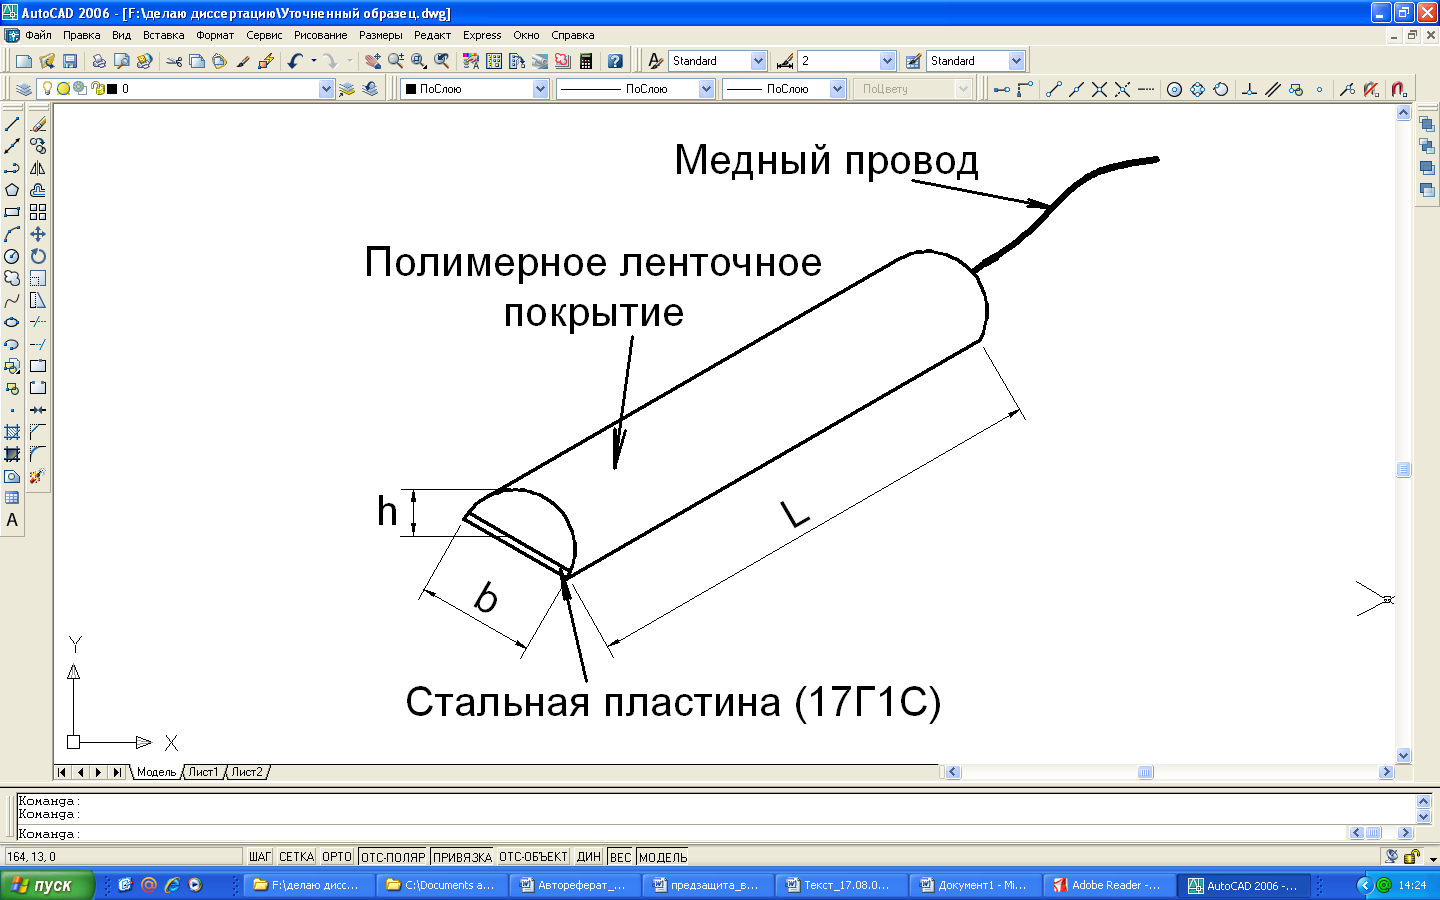 AutoCAD 2006 - [F:\делаю диссертацию\Уточненный образец.dwg]
Файл Правка Вид Вставка Формат Сервис Рисование Размеры Редакт Express Окно Справка
Standard 2 Standard
0 ПоСлою ПоСлою ПоСлою ПоЦвету
Медный провод
Полимерное ленточное
покрытие
h
L
b
Стальная пластина (17Г1С)
Y
X
A
Модель Лист1 Лист2
Команда:
Команда:
Команда:
164, 13, 0 ШАГ СЕТКА ОРТО ОТС-ПОЛЯР ПРИВЯЗКА ОТС-ОБЪЕКТ ДИН ВЕС МОДЕЛЬ
пуск F:\делаю дисс... C:\Documents a... Автореферат_... предзащита_в... Текст_17.08.0... Документ1 - Mi... Adobe Reader -... AutoCAD 2006 -... 14:24